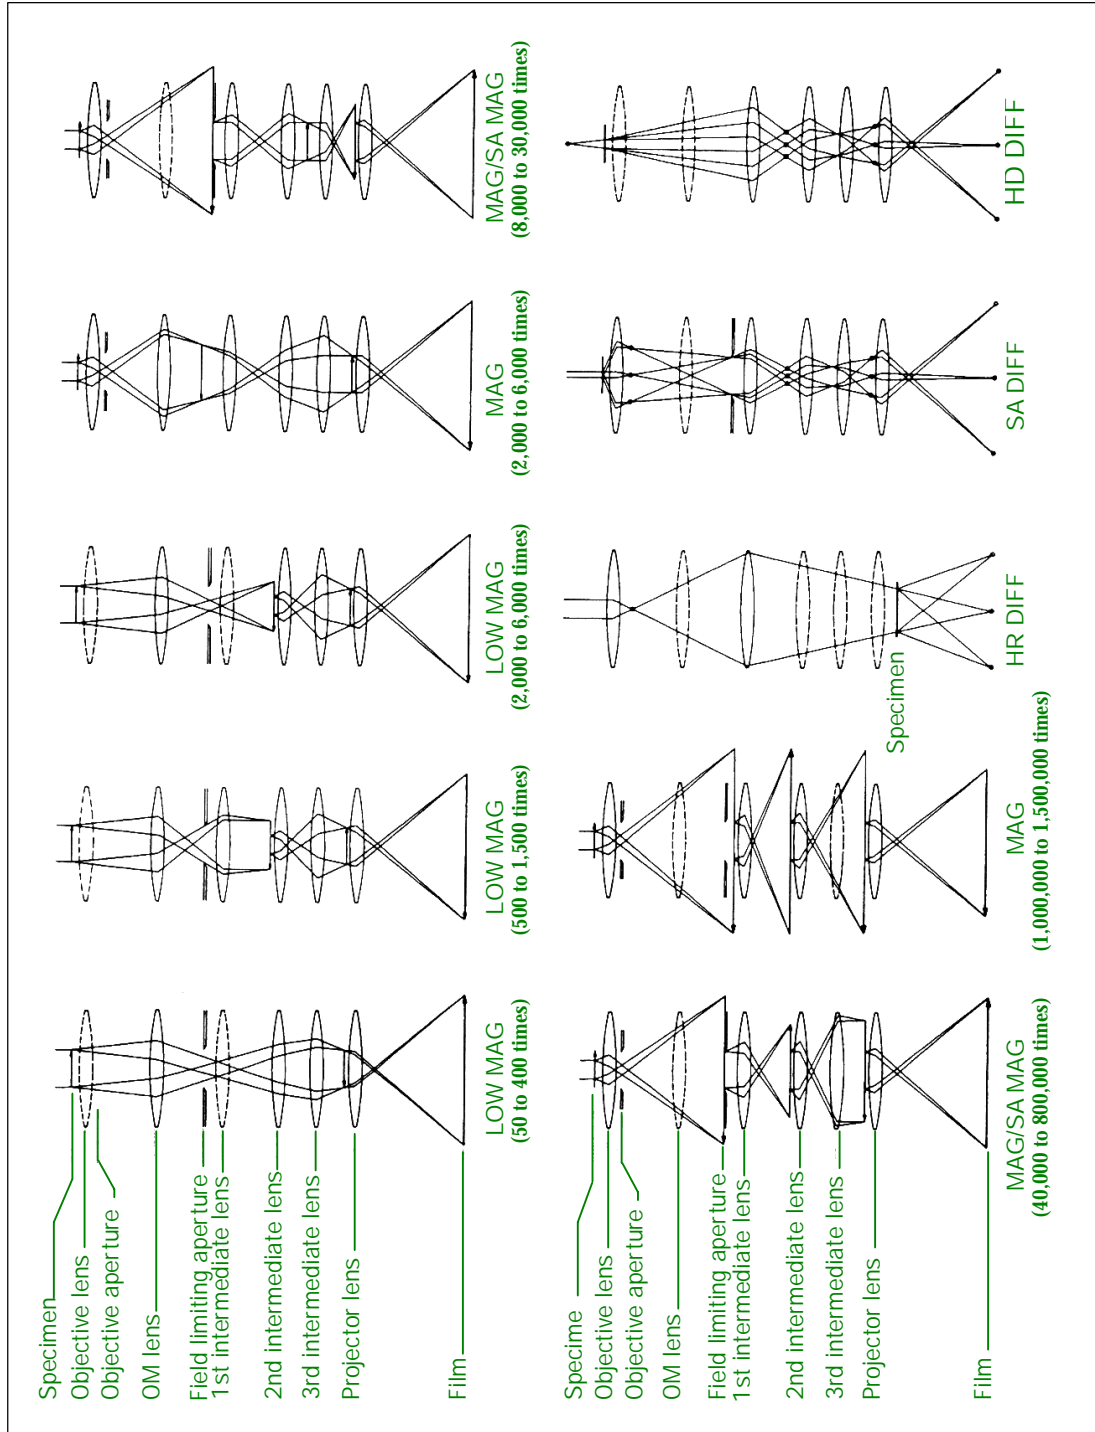 Specimen
Objective lens
Objective aperture
OM lens
Field limiting aperture
1st intermediate lens
2nd intermediate lens
3rd intermediate lens
Projector lens
Film
LOW MAG
(50 to 400 times)
LOW MAG
(500 to 1,500 times)
LOW MAG
(2,000 to 6,000 times)
MAG
(2,000 to 6,000 times)
MAG/SA MAG
(8,000 to 30,000 times)
Specime
Objective lens
Objective aperture
OM lens
Field limiting aperture
1st intermediate lens
2nd intermediate lens
3rd intermediate lens
Projector lens
Film
MAG/SA MAG
(40,000 to 800,000 times)
MAG
(1,000,000 to 1,500,000 times)
Specimen
HR DIFF
SA DIFF
HD DIFF